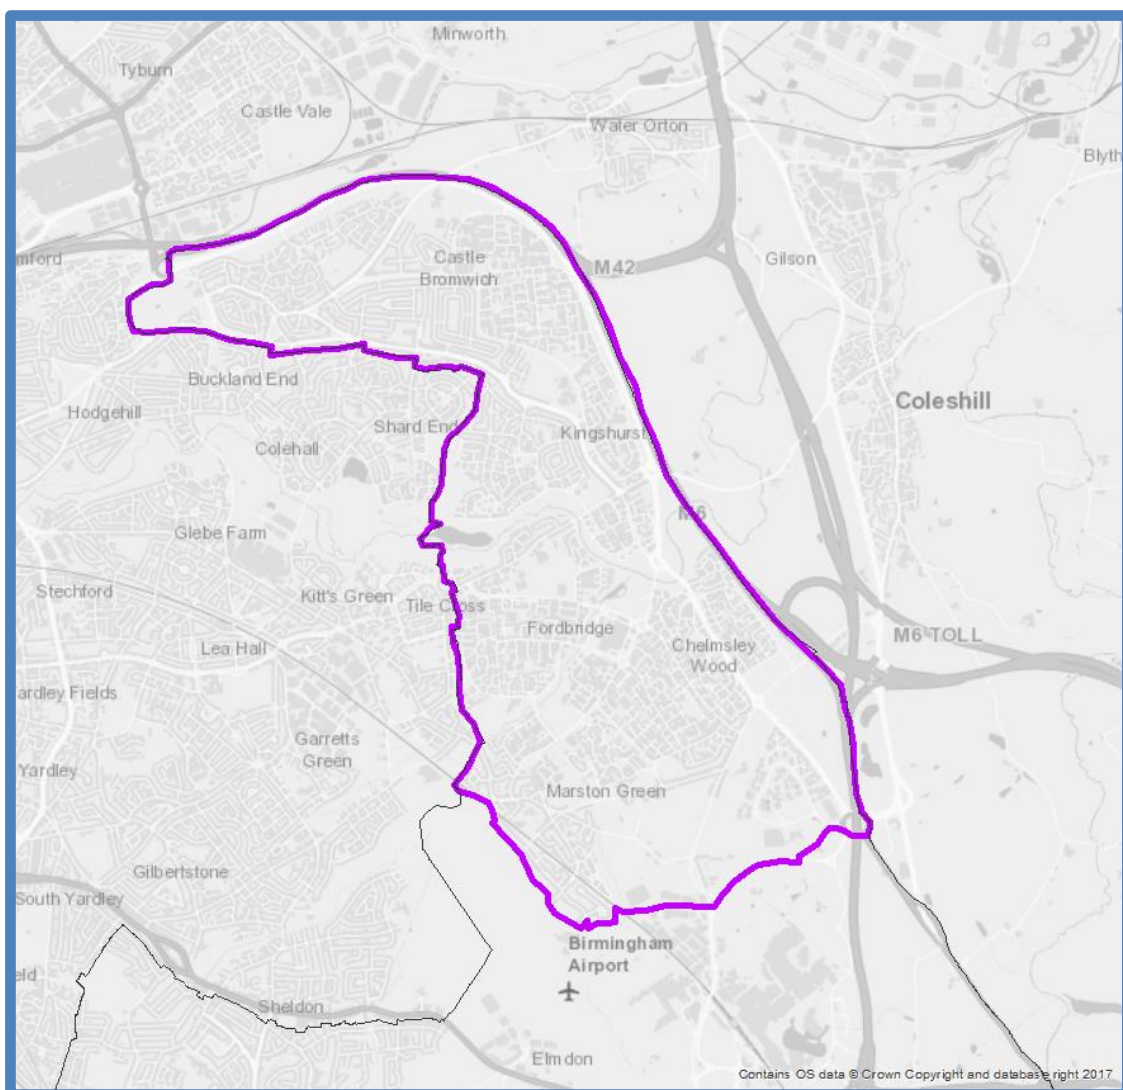 Minworth
Tyburn
Castle Vale
Water Orton
Blyth
mford
Castle
Bromwich
M42
Gilson
Buckland End
Hodgehill
Shard End
Coleshill
Colehall
Kingshurst
M6
Glebe Farm
Stechford
Kitt's Green
Tile Cross
Fordbridge
M6 TOLL
Lea Hall
Chelmsley
Wood
ardley Fields
Garretts
Green
Yardley
Marston Green
Gilbertstone
South Yardley
Birmingham
Airport
eld
Sheldon
Elmdon
Contains OS data © Crown Copyright and database right 2017